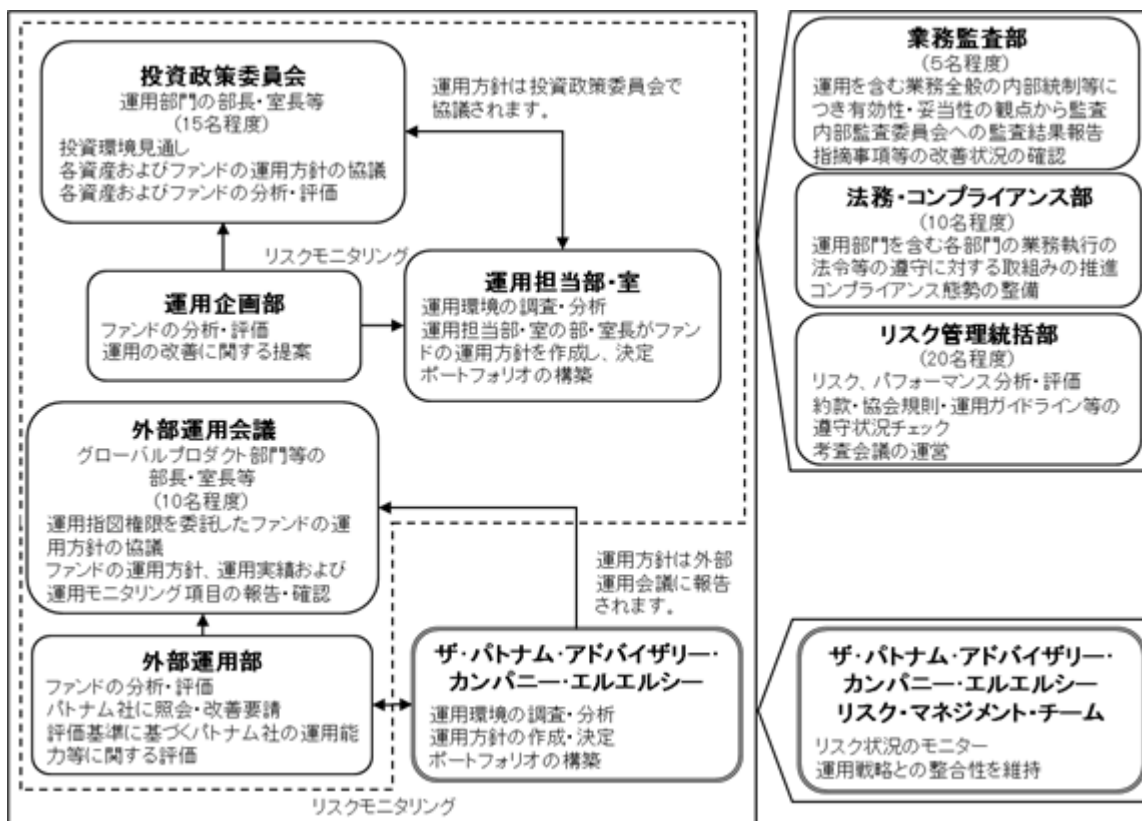 投資政策委員会
運用部門の部長・室長等
(15名程度)
投資環境見通し
各資産およびファンドの運用方針の協議
各資産およびファンドの分析・評価
運用方針は投資政策委員会で
協議されます。
リスクモニタリング
運用企画部
ファンドの分析・評価
運用の改善に関する提案
運用担当部・室
運用環境の調査・分析
運用担当部・室の部・室長がファン
ドの運用方針を作成し、決定
ポートフォリオの構築
外部運用会議
グローバルプロダクト部門等の
部長・室長等
(10名程度)
運用指図権限を委託したファンドの運
用方針の協議
ファンドの運用方針、運用実績および
運用モニタリング項目の報告・確認
運用方針は外部
運用会議に報告
されます。
外部運用部
ファンドの分析・評価
パトナム社に照会・改善要請
評価基準に基づくパトナム社の運用能
力等に関する評価
ザ・パトナム・アドバイザリー・
カンパニー・エルエルシー
運用環境の調査・分析
運用方針の作成・決定
ポートフォリオの構築
リスクモニタリング
業務監査部
(5名程度)
運用を含む業務全般の内部統制等に
つき有効性・妥当性の観点から監査
内部監査委員会への監査結果報告
指摘事項等の改善状況の確認
法務・コンプライアンス部
(10名程度)
運用部門を含む各部門の業務執行の
法令等の遵守に対する取組みの推進
コンプライアンス態勢の整備
リスク管理統括部
(20名程度)
リスク、パフォーマンス分析・評価
約款・協会規則・運用ガイドライン等の
遵守状況チェック
考査会議の運営
ザ・パトナム・アドバイザリー・
カンパニー・エルエルシー
リスク・マネジメント・チーム
リスク状況のモニター
運用戦略との整合性を維持